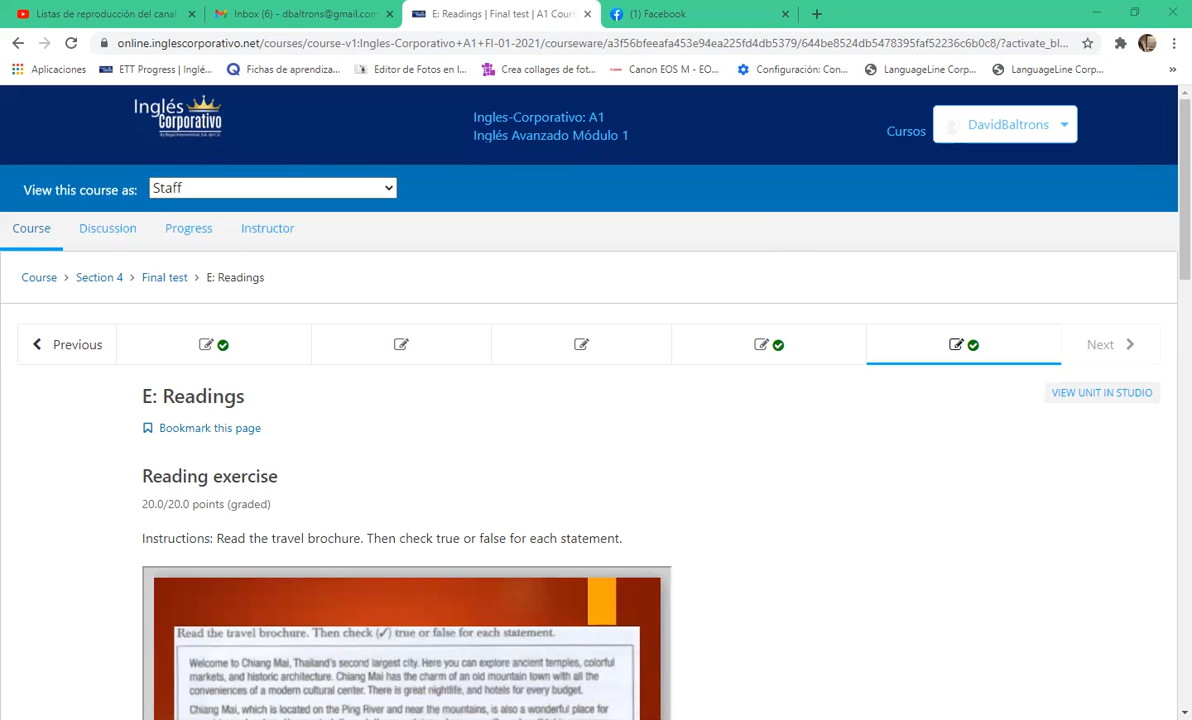 Listas de reproducción del canal
Inbox (6) - dbaltrons@gmail.com
E: Readings | Final test | A1 Cour
(1) Facebook
online.inglescorporativo.net/courses/course-v1:Ingles-Corporativo+A1+FI-01-2021/courseware/a3f56bfeefa453e94ea225fd4db5379/644be8524db5478395faf52236c6b0c8/?activate_bl...
Aplicaciones
ETT Progress | Inglé...
Fichas de aprendiza...
Editor de Fotos en l...
Crea collages de fot...
Canon EOS M - EO...
Configuración: Con...
LanguageLine Corp...
LanguageLine Corp...
Inglés
Corporativo
Ingles-Corporativo: A1
Inglés Avanzado Módulo 1
Cursos
DavidBaltrons
View this course as:
Staff
Course
Discussion
Progress
Instructor
Course > Section 4 > Final test > E: Readings
Previous
Next
E: Readings
VIEW UNIT IN STUDIO
Bookmark this page
Reading exercise
20.0/20.0 points (graded)
Instructions: Read the travel brochure. Then check true or false for each statement.
Read the travel brochure. Then check (✓) true or false for each statement.
Welcome to Chiang Mai, Thailand's second largest city. Here you can explore ancient temples, colorful
markets, and historic architecture. Chiang Mai has the charm of an old mountain town with all the
conveniences of a modern cultural center. There is great nightlife, and hotels for every budget.
Chiang Mai, which is located on the Ping River and near the mountains, is also a wonderful place for